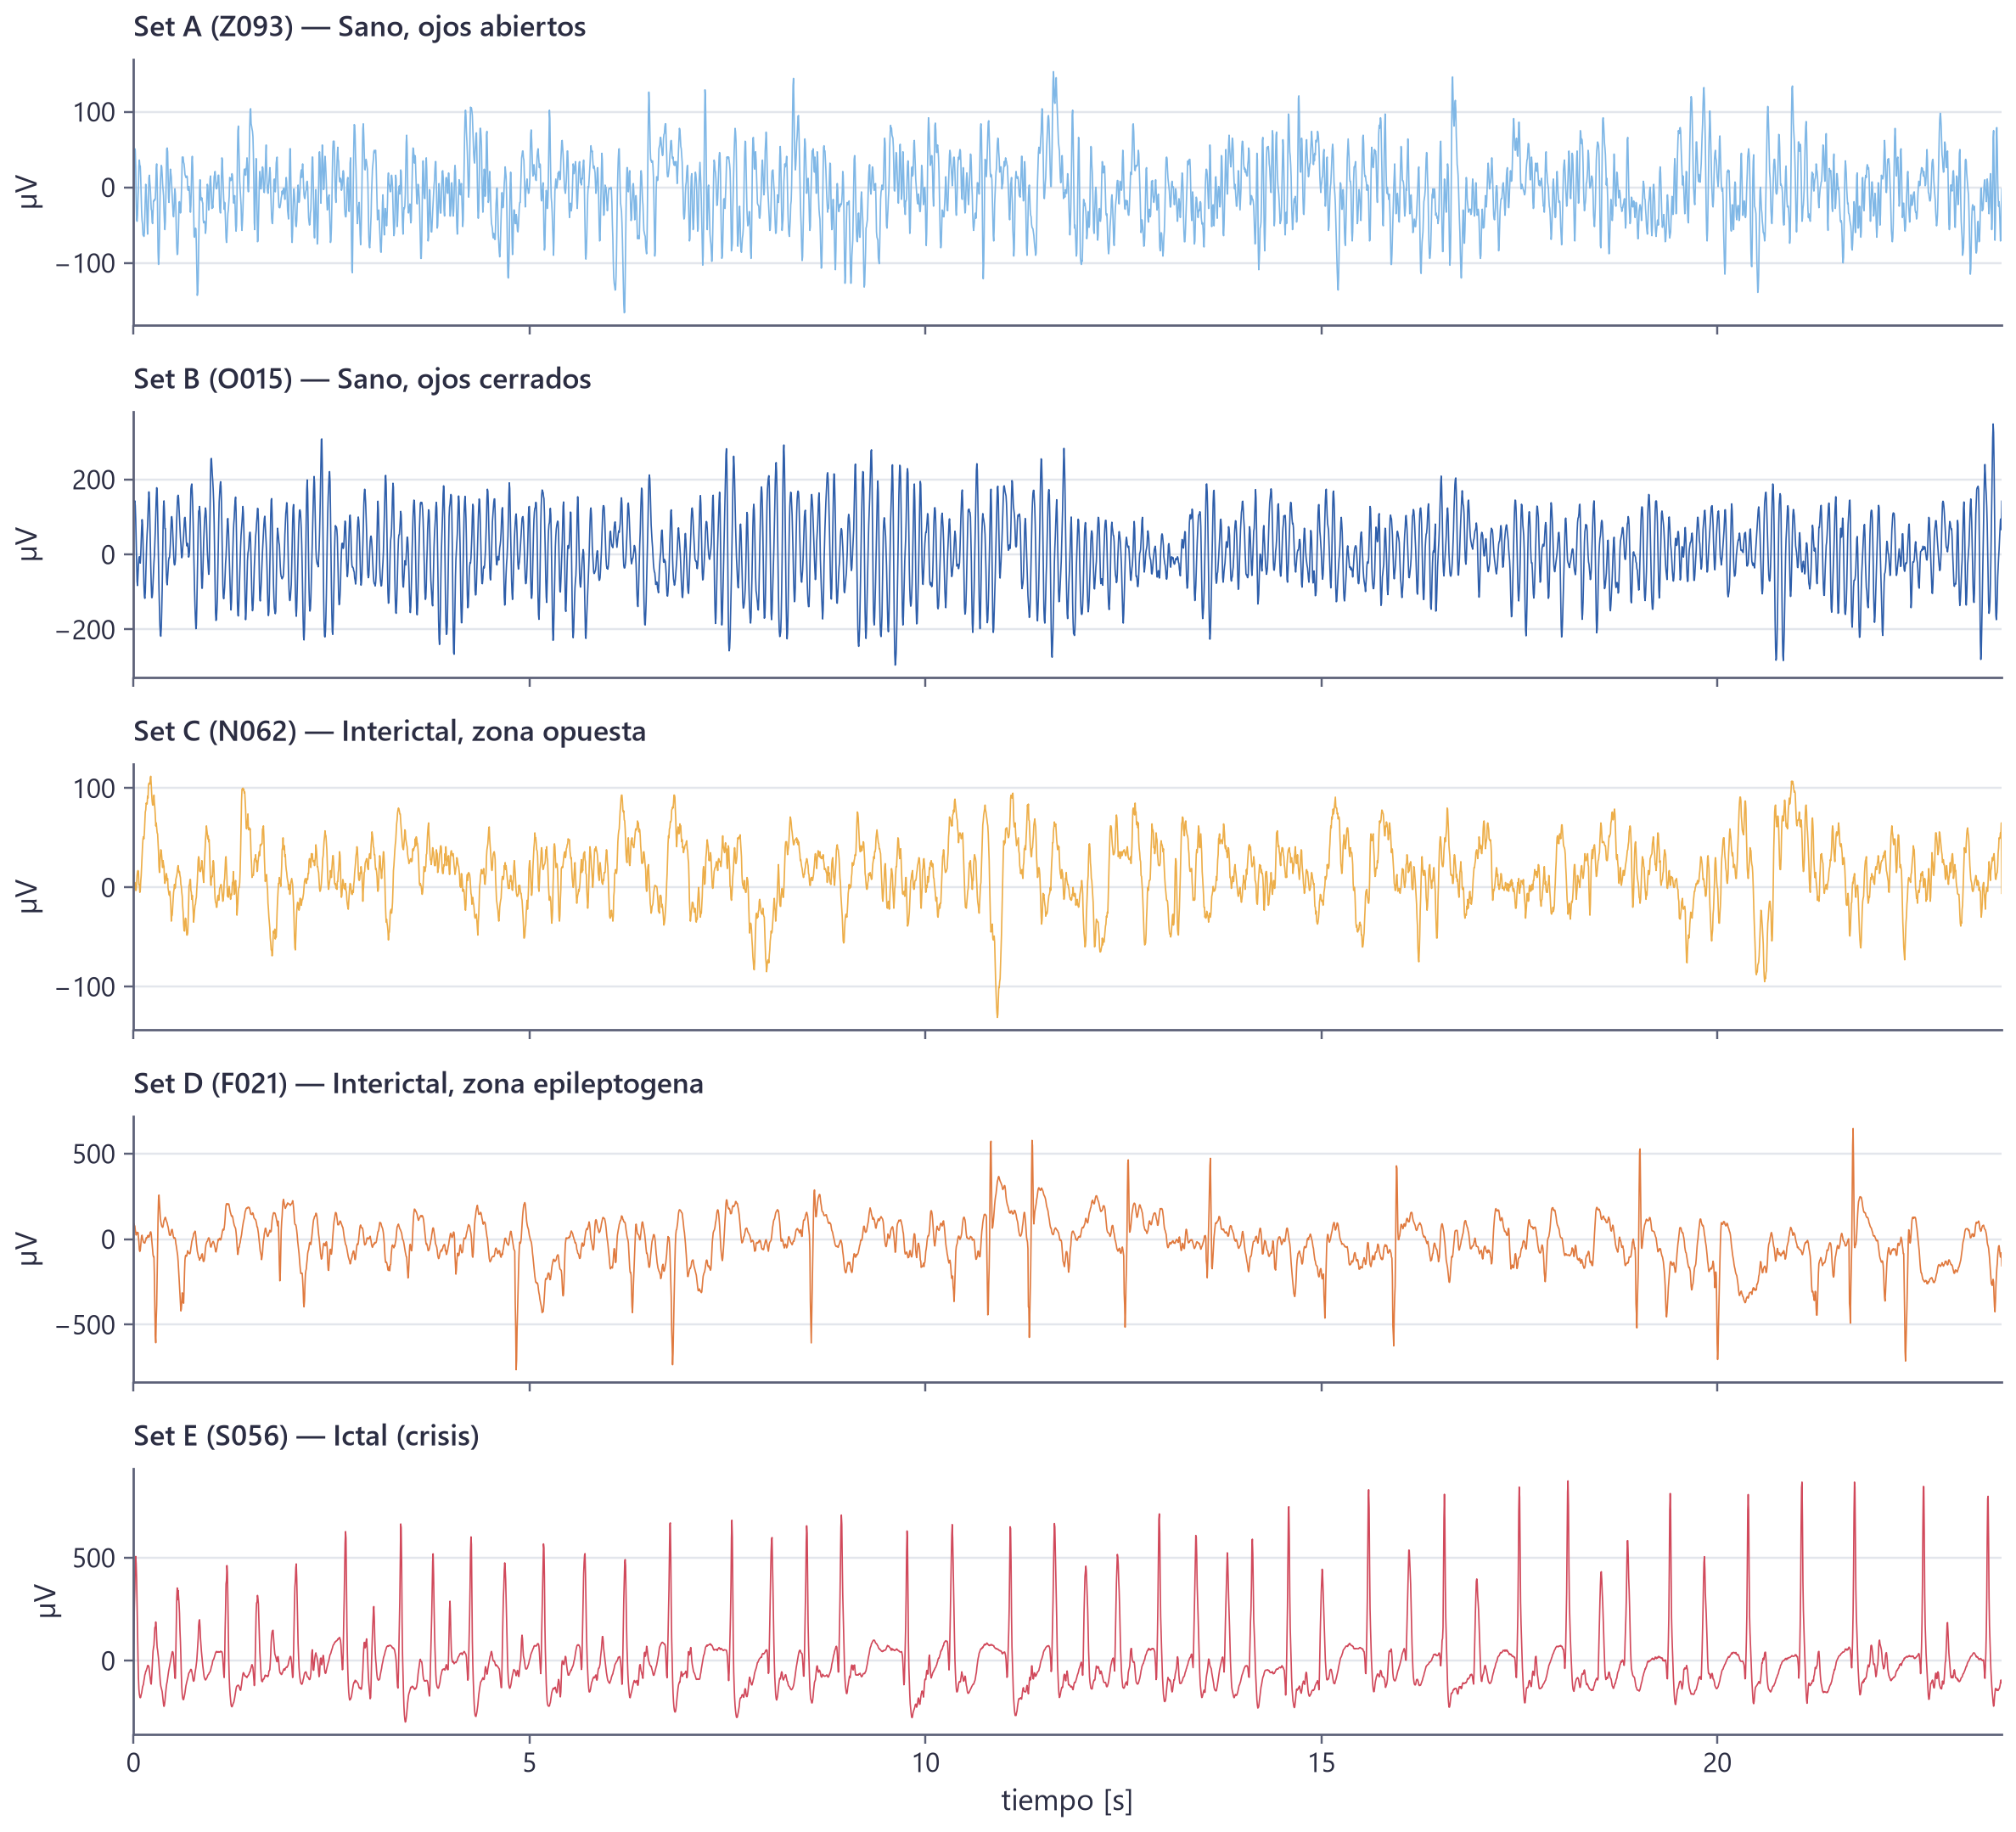 Set A (Z093) — Sano, ojos abiertos
100
0
−100
µV
Set B (O015) — Sano, ojos cerrados
200
0
−200
µV
Set C (N062) — Interictal, zona opuesta
100
0
−100
µV
Set D (F021) — Interictal, zona epileptogena
500
0
−500
µV
Set E (S056) — Ictal (crisis)
500
0
µV
0 5 10 15 20
tiempo [s]